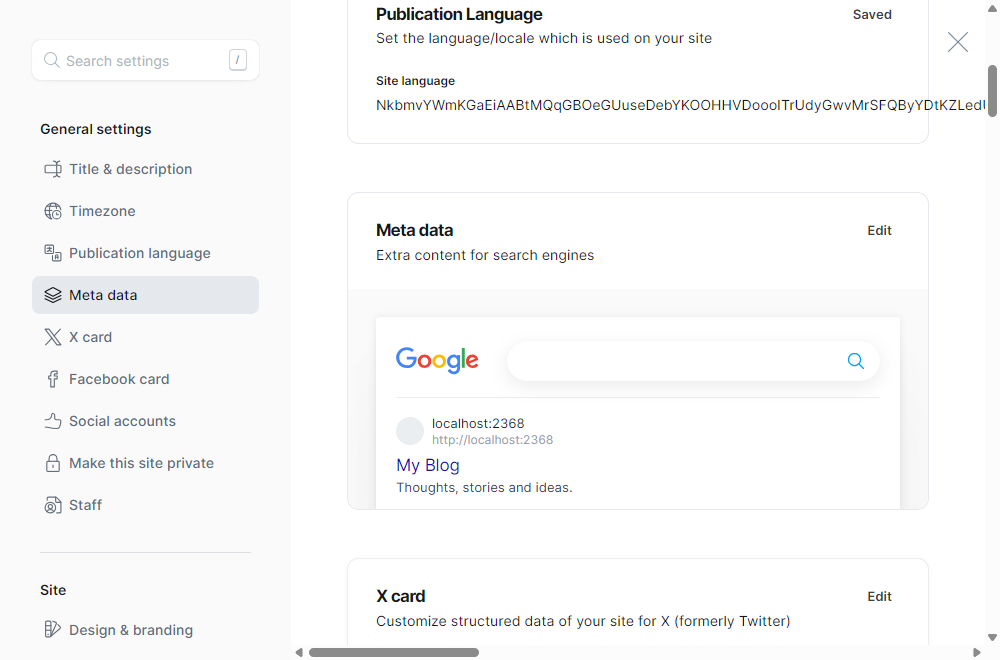 Search settings
/
General settings
Title & description
Timezone
Publication language
Meta data
X card
Facebook card
Social accounts
Make this site private
Staff
Site
Design & branding
Publication Language
Saved
Set the language/locale which is used on your site
Site language
Meta data
Edit
Extra content for search engines
Google
localhost:2368
http://localhost:2368
My Blog
Thoughts, stories and ideas.
X card
Edit
Customize structured data of your site for X (formerly Twitter)